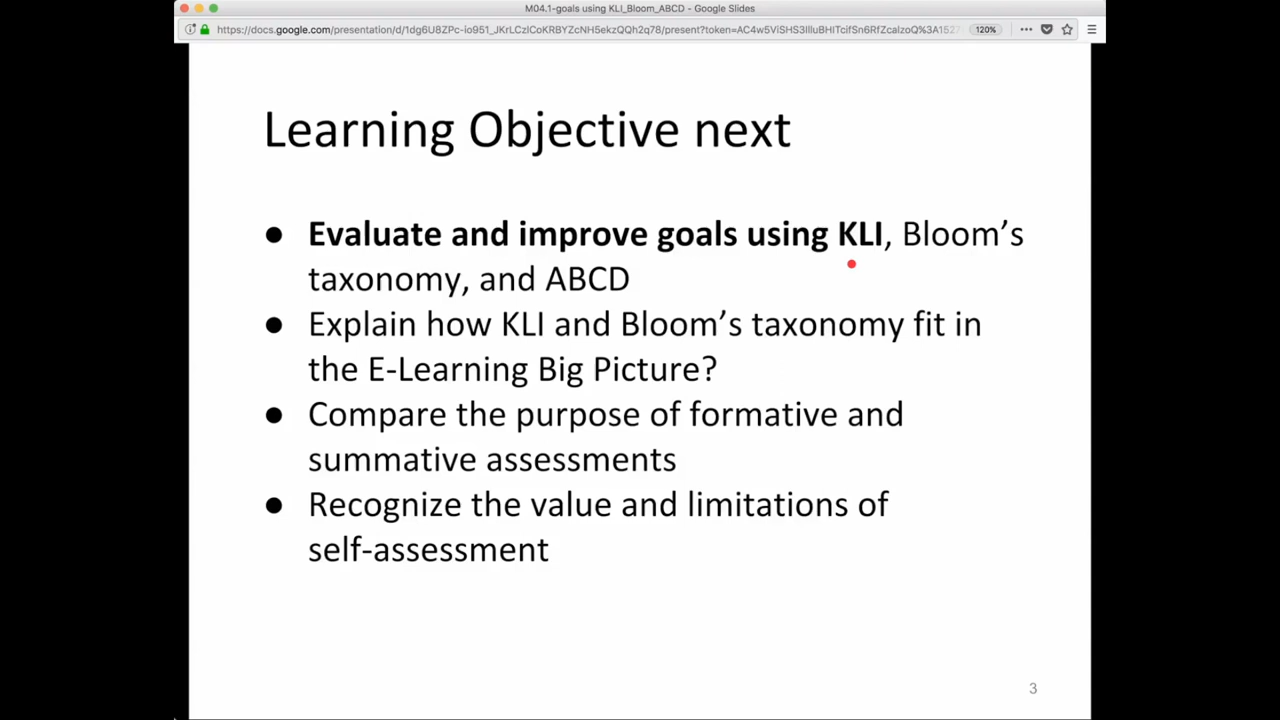 M04.1-goals using KLI_Bloom_ABCD - Google Slides
120%
Learning Objective next
● Evaluate and improve goals using KLI, Bloom's
taxonomy, and ABCD
● Explain how KLI and Bloom's taxonomy fit in
the E-Learning Big Picture?
● Compare the purpose of formative and
summative assessments
● Recognize the value and limitations of
self-assessment
3